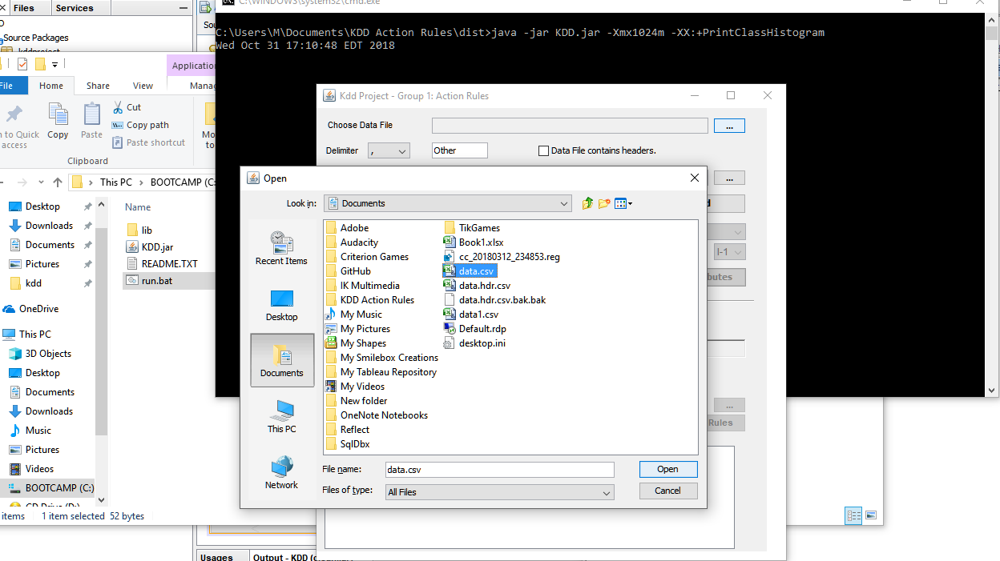 Files
Services
C:\WINDOWS\system32\cmd.exe
Source Packages
kddproject
C:\Users\M\Documents\KDD Action Rules\dist>java -jar KDD.jar -Xmx1024m -XX:+PrintClassHistogram
Wed Oct 31 17:10:48 EDT 2018
Application
File
Home
Share
View
Manag
n to Quick
access
Copy
Paste
Cut
Copy path
Paste shortcut
Clipboard
Mo
to
This PC
BOOTCAMP (C:
Desktop
Downloads
Documents
Pictures
kdd
OneDrive
This PC
3D Objects
Desktop
Documents
Downloads
Music
Pictures
Videos
BOOTCAMP (C:)
CD Drive (D:)
Name
lib
KDD.jar
README.TXT
run.bat
items
1 item selected 52 bytes
Kdd Project - Group 1: Action Rules
Choose Data File
...
Delimiter
,
Other
Data File contains headers.
...
d
l-1
butes
...
Rules
Open
Look in:
Documents
Recent Items
Desktop
Documents
This PC
Network
Adobe
Audacity
Criterion Games
GitHub
IK Multimedia
KDD Action Rules
My Music
My Pictures
My Shapes
My Smilebox Creations
My Tableau Repository
My Videos
New folder
OneNote Notebooks
Reflect
SqlDbx
TikGames
Book1.xlsx
cc_20180312_234853.reg
data.csv
data.hdr.csv
data.hdr.csv.bak.bak
data1.csv
Default.rdp
desktop.ini
File name:
data.csv
Open
Files of type:
All Files
Cancel
Usages
Output - KDD